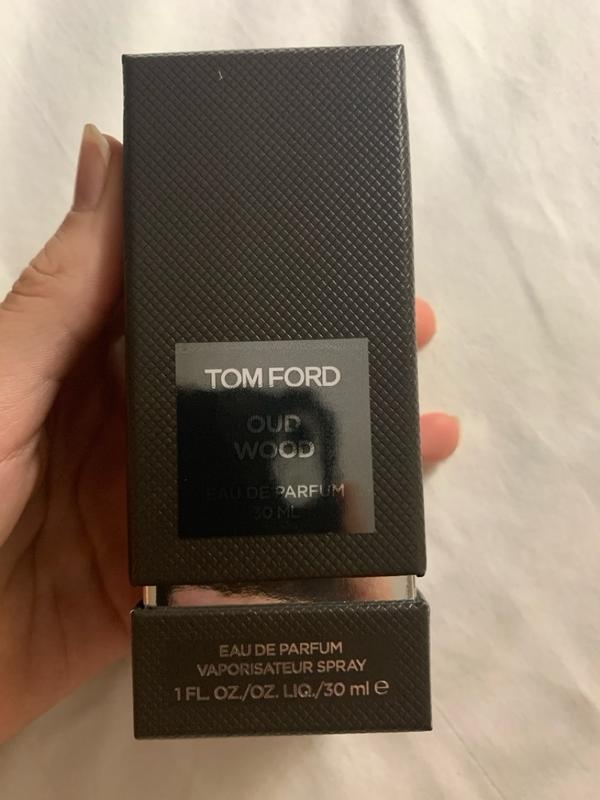 TOM FORD
OUD
WOOD
EAU DE PARFUM
30 ML
EAU DE PARFUM
VAPORISATEUR SPRAY
1 FL. OZ./OZ. LIQ./30 ml ℮